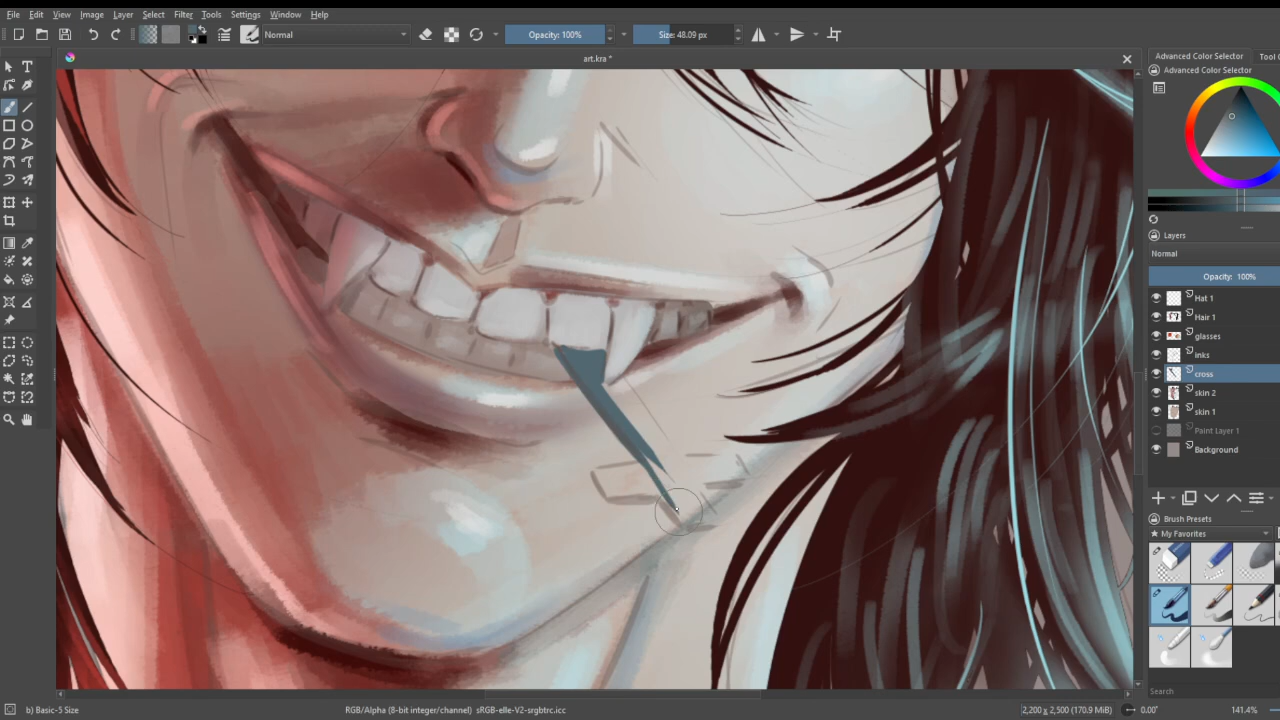 File Edit View Image Layer Select Filter Tools Settings Window Help
Normal Opacity: 100% Size: 48.09 px
art.kra *
Advanced Color Selector Tool
Advanced Color Selector
Layers
Normal
Opacity: 100%
Hat 1
Hair 1
glasses
inks
cross
skin 2
skin 1
Paint Layer 1
Background
Brush Presets
★ My Favorites
Search
b) Basic-5 Size RGB/Alpha (8-bit integer/channel) sRGB-elle-V2-srgbtrc.icc 2,200 x 2,500 (170.9 MiB) 0.00° 141.4%